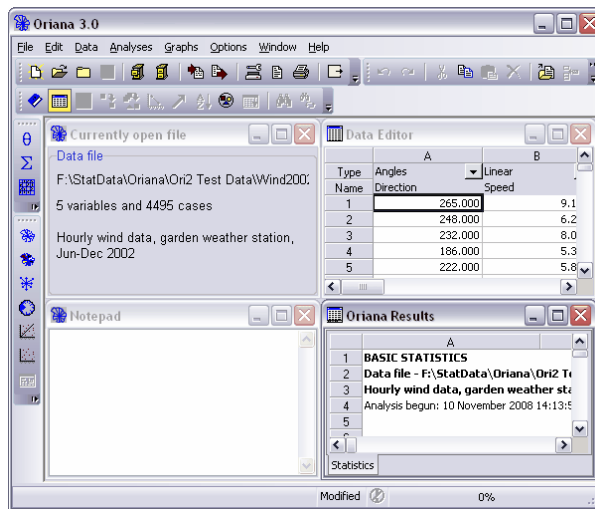 Oriana 3.0
File Edit Data Analyses Graphs Options Window Help
Currently open file
Data file
F:\StatData\Oriana\Ori2 Test Data\Wind2002
5 variables and 4495 cases
Hourly wind data, garden weather station,
Jun-Dec 2002
Data Editor
A B
Type Angles Linear
Name Direction Speed
1 265.000 9.1
2 248.000 6.2
3 232.000 8.0
4 186.000 5.3
5 222.000 5.8
Notepad
Oriana Results
A
1 BASIC STATISTICS
2 Data file - F:\StatData\Oriana\Ori2 Te
3 Hourly wind data, garden weather sta
4 Analysis begun: 10 November 2008 14:13:5
5
Statistics
Modified 0%